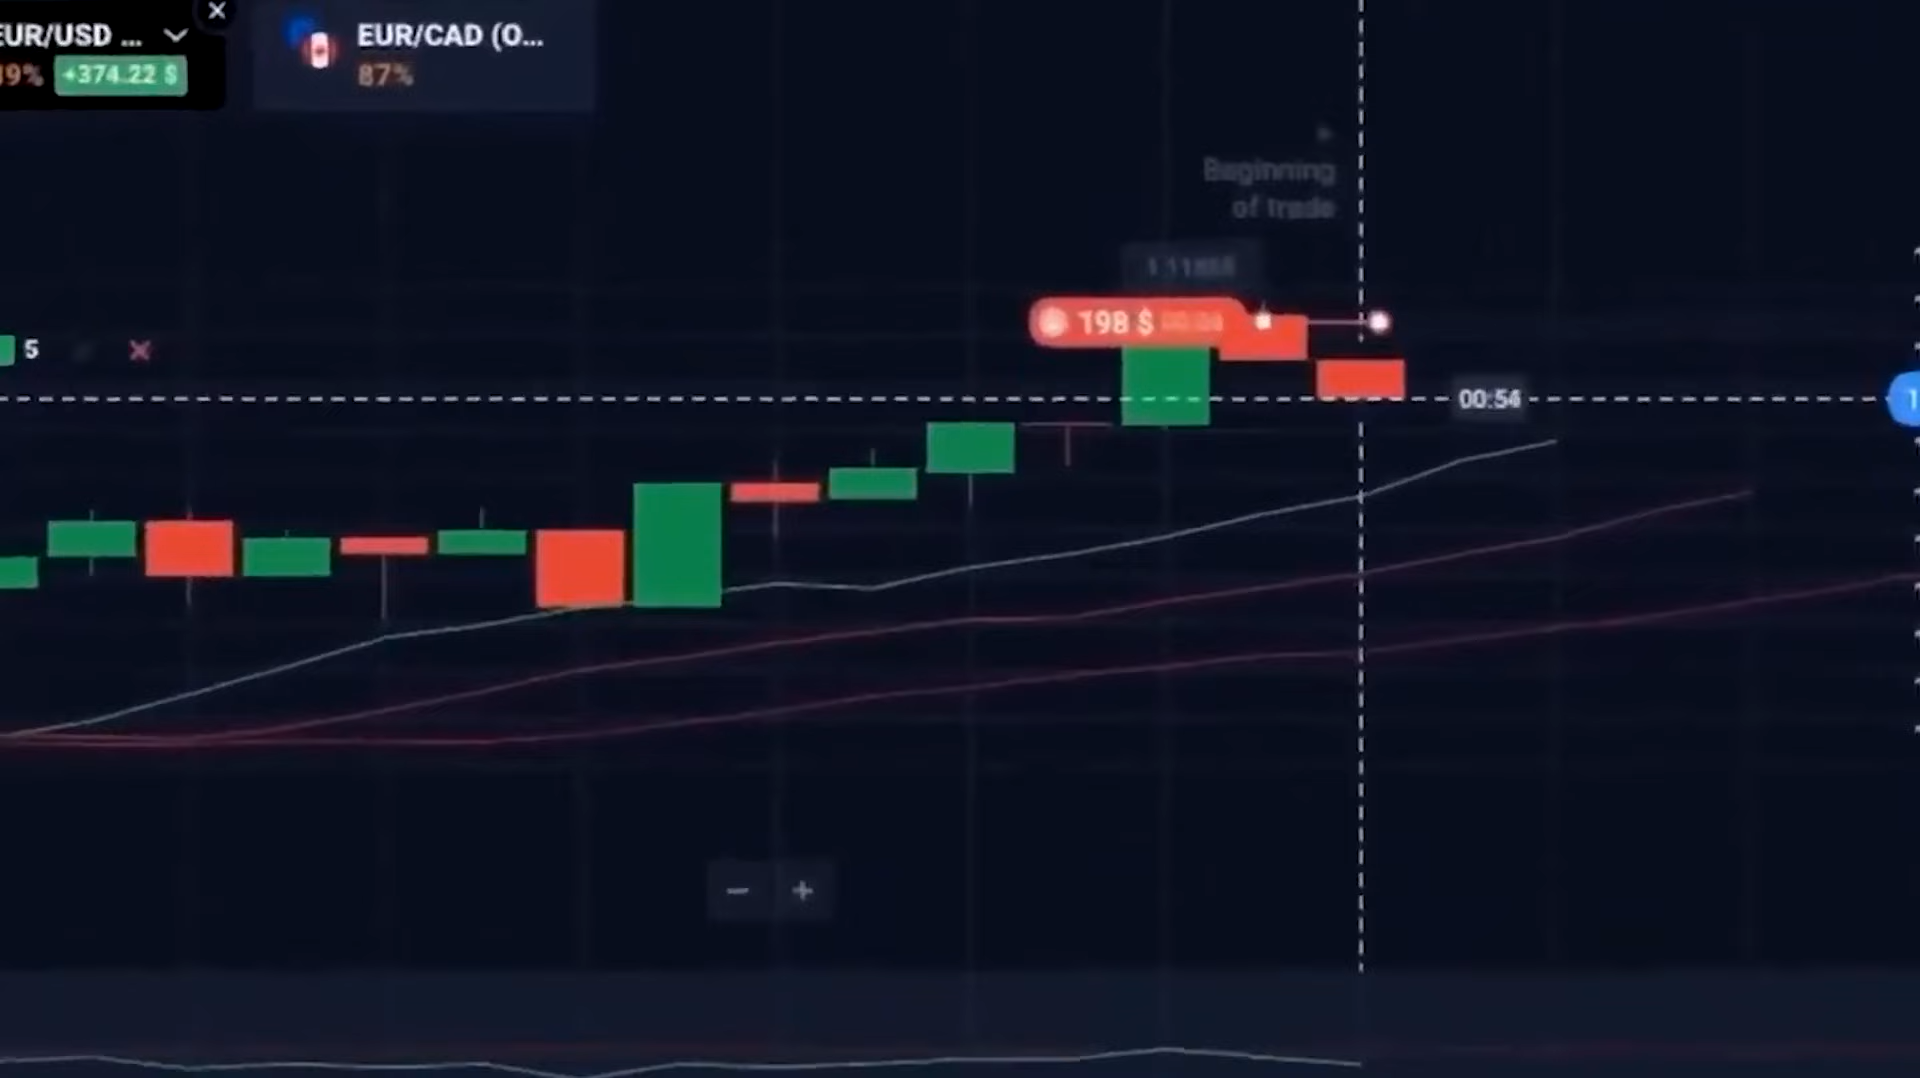 EUR/USD ...
EUR/CAD (O...
+374.22 $
87%
Beginning
of trade
198 $
5
00:54